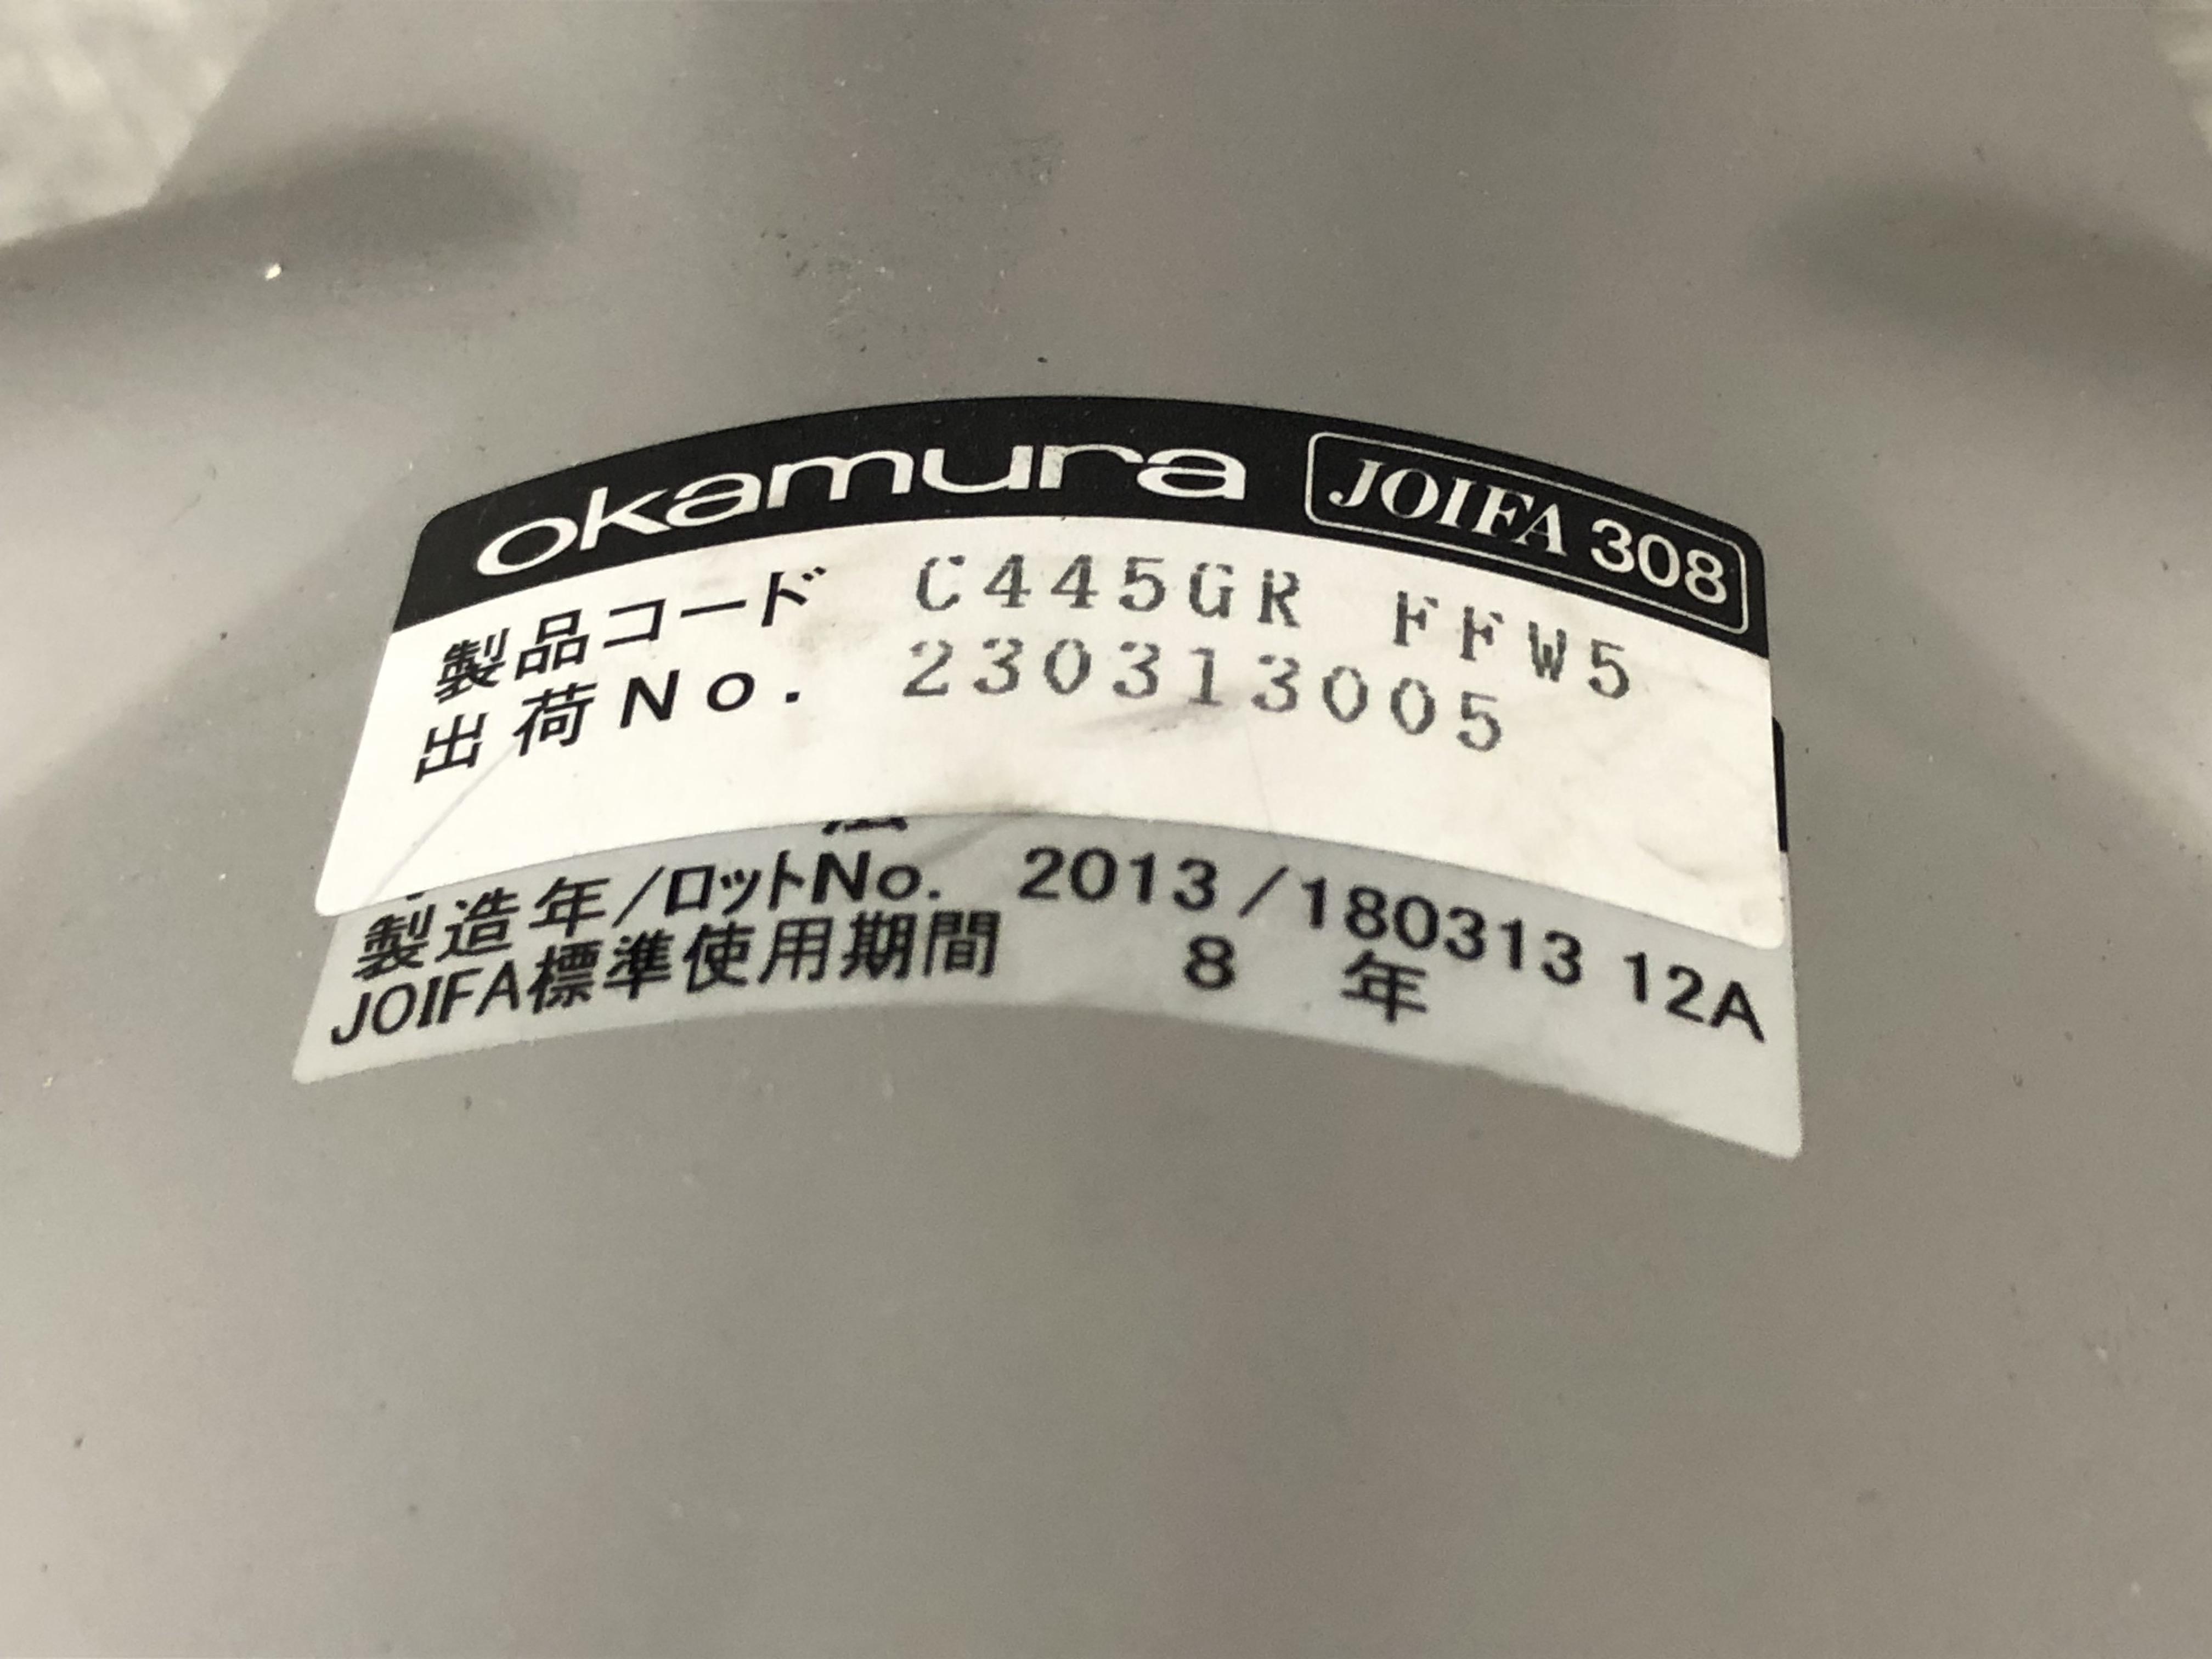 okamura JOIFA 308
製品コード C445GR FFW5
出荷No. 230313005
製造年/ロットNo. 2013/180313 12A
JOIFA標準使用期間 8 年